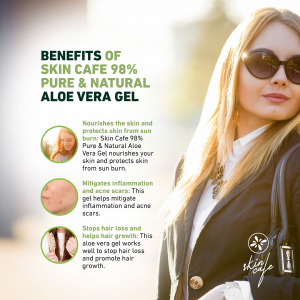 BENEFITS OF
SKIN CAFE 98%
PURE & NATURAL
ALOE VERA GEL
Nourishes the skin and
protects skin from sun
burn: Skin Cafe 98%
Pure & Natural Aloe
Vera Gel nourishes your
skin and protects skin
from sun burn.
Mitigates inflammation
and acne scars: This
gel helps mitigate
inflammation and acne
scars.
Stops hair loss and
helps hair growth: This
aloe vera gel works
well to stop hair loss
and promote hair
growth.
skin
cafe